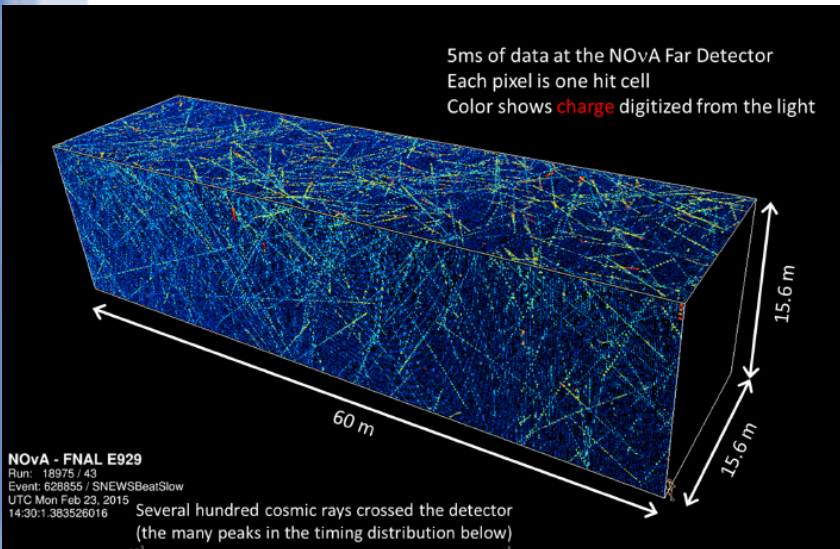 5ms of data at the NOνA Far Detector
Each pixel is one hit cell
Color shows charge digitized from the light
15.6 m
60 m
15.6 m
NOvA - FNAL E929
Run: 18975 / 43
Event: 628855 / SNEWSBeatSlow
UTC Mon Feb 23, 2015
14:30:1.383526016
Several hundred cosmic rays crossed the detector
(the many peaks in the timing distribution below)